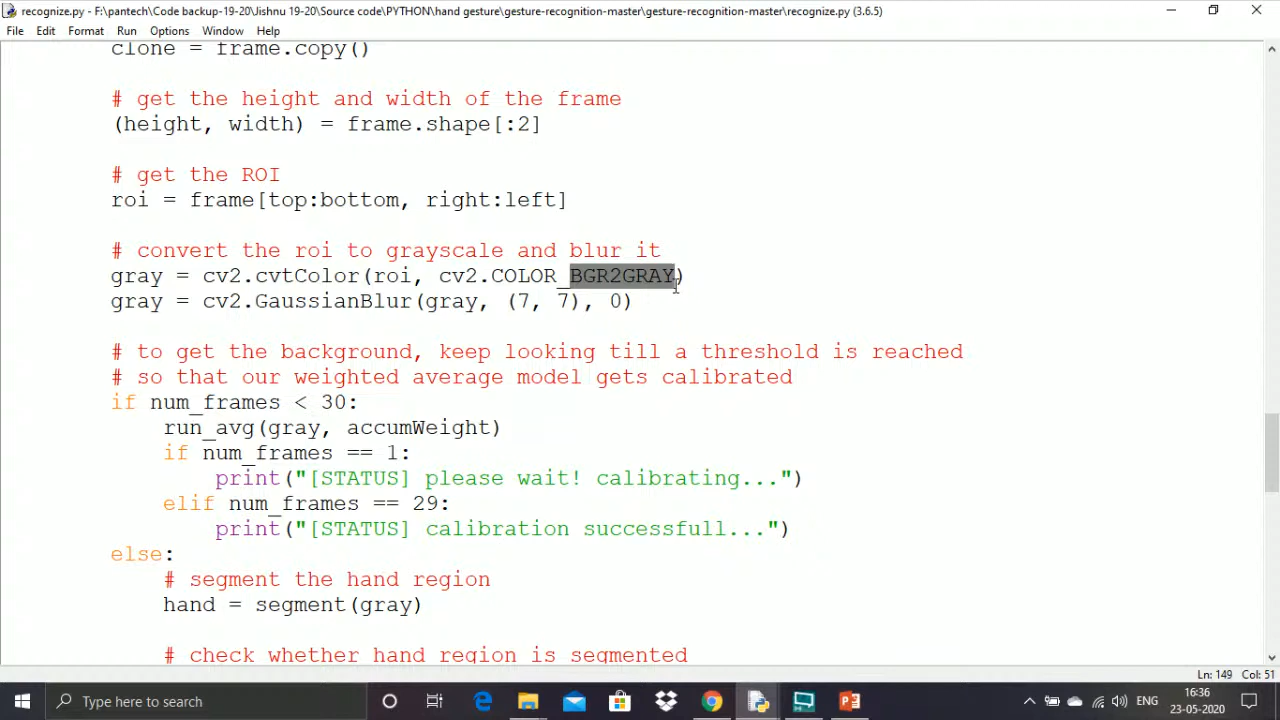 recognize.py - F:\pantech\Code backup-19-20\Jishnu 19-20\Source code\PYTHON\hand gesture\gesture-recognition-master\gesture-recognition-master\recognize.py (3.6.5)
File Edit Format Run Options Window Help
clone = frame.copy()
# get the height and width of the frame
(height, width) = frame.shape[:2]
# get the ROI
roi = frame[top:bottom, right:left]
# convert the roi to grayscale and blur it
gray = cv2.cvtColor(roi, cv2.COLOR_BGR2GRAY)
gray = cv2.GaussianBlur(gray, (7, 7), 0)
# to get the background, keep looking till a threshold is reached
# so that our weighted average model gets calibrated
if num_frames < 30:
run_avg(gray, accumWeight)
if num_frames == 1:
print("[STATUS] please wait! calibrating...")
elif num_frames == 29:
print("[STATUS] calibration successfull...")
else:
# segment the hand region
hand = segment(gray)
# check whether hand region is segmented
Ln: 149 Col: 51
Type here to search
ENG
16:36
23-05-2020